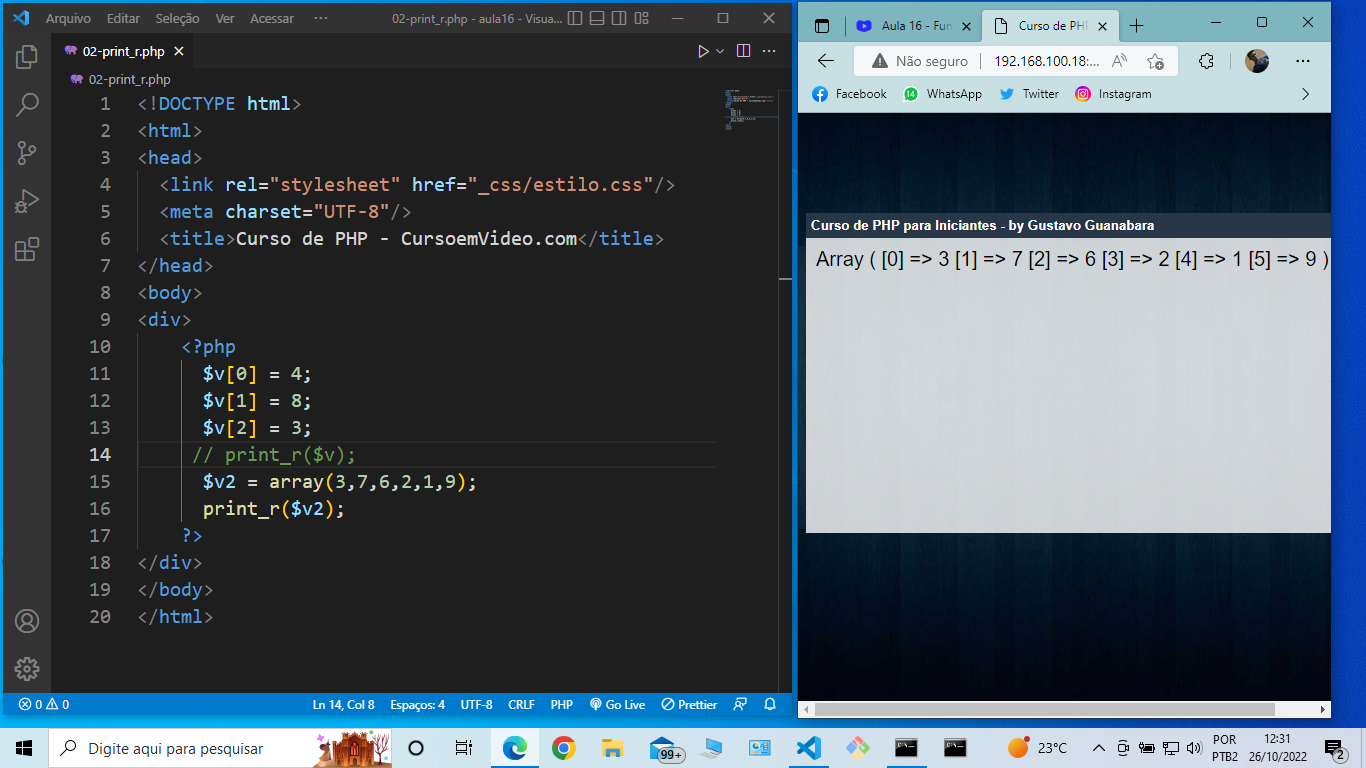 Arquivo Editar Seleção Ver Acessar ··· 02-print_r.php - aula16 - Visua...
02-print_r.php
02-print_r.php
1 <!DOCTYPE html>
2 <html>
3 <head>
4 <link rel="stylesheet" href="_css/estilo.css"/>
5 <meta charset="UTF-8"/>
6 <title>Curso de PHP - CursoemVideo.com</title>
7 </head>
8 <body>
9 <div>
10 <?php
11 $v[0] = 4;
12 $v[1] = 8;
13 $v[2] = 3;
14 // print_r($v);
15 $v2 = array(3,7,6,2,1,9);
16 print_r($v2);
17 ?>
18 </div>
19 </body>
20 </html>
0 0 Ln 14, Col 8 Espaços: 4 UTF-8 CRLF PHP Go Live Prettier
Aula 16 - Fun Curso de PHP
Não seguro 192.168.100.18:...
Facebook 14 WhatsApp Twitter Instagram
Curso de PHP para Iniciantes - by Gustavo Guanabara
Array ( [0] => 3 [1] => 7 [2] => 6 [3] => 2 [4] => 1 [5] => 9 )
Digite aqui para pesquisar 99+ 23°C POR 12:31
PTB2 26/10/2022 2